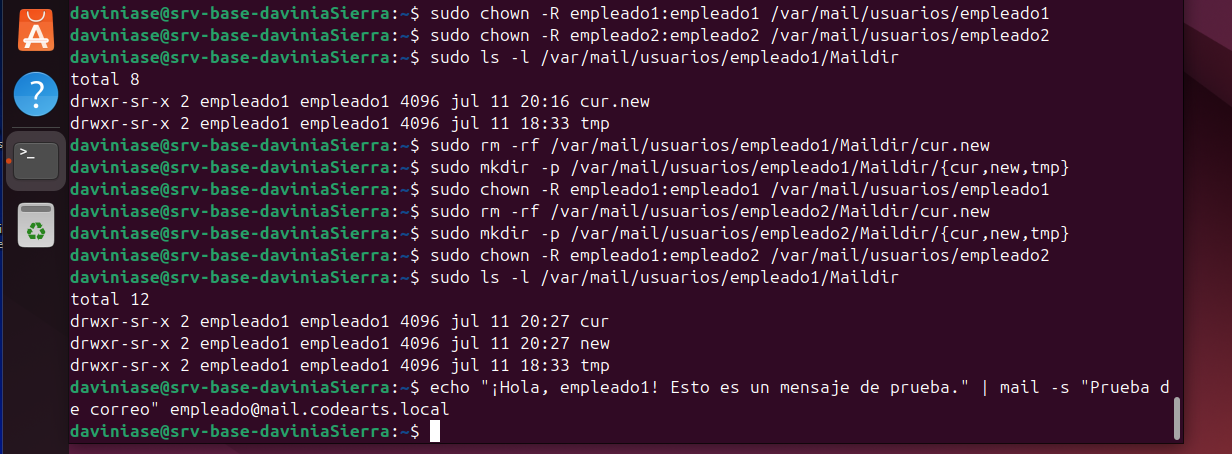 daviniase@srv-base-daviniaSierra:~$ sudo chown -R empleado1:empleado1 /var/mail/usuarios/empleado1
daviniase@srv-base-daviniaSierra:~$ sudo chown -R empleado2:empleado2 /var/mail/usuarios/empleado2
daviniase@srv-base-daviniaSierra:~$ sudo ls -l /var/mail/usuarios/empleado1/Maildir
total 8
drwxr-sr-x 2 empleado1 empleado1 4096 jul 11 20:16 cur.new
drwxr-sr-x 2 empleado1 empleado1 4096 jul 11 18:33 tmp
daviniase@srv-base-daviniaSierra:~$ sudo rm -rf /var/mail/usuarios/empleado1/Maildir/cur.new
daviniase@srv-base-daviniaSierra:~$ sudo mkdir -p /var/mail/usuarios/empleado1/Maildir/{cur,new,tmp}
daviniase@srv-base-daviniaSierra:~$ sudo chown -R empleado1:empleado1 /var/mail/usuarios/empleado1
daviniase@srv-base-daviniaSierra:~$ sudo rm -rf /var/mail/usuarios/empleado2/Maildir/cur.new
daviniase@srv-base-daviniaSierra:~$ sudo mkdir -p /var/mail/usuarios/empleado2/Maildir/{cur,new,tmp}
daviniase@srv-base-daviniaSierra:~$ sudo chown -R empleado1:empleado2 /var/mail/usuarios/empleado2
daviniase@srv-base-daviniaSierra:~$ sudo ls -l /var/mail/usuarios/empleado1/Maildir
total 12
drwxr-sr-x 2 empleado1 empleado1 4096 jul 11 20:27 cur
drwxr-sr-x 2 empleado1 empleado1 4096 jul 11 20:27 new
drwxr-sr-x 2 empleado1 empleado1 4096 jul 11 18:33 tmp
daviniase@srv-base-daviniaSierra:~$ echo "¡Hola, empleado1! Esto es un mensaje de prueba." | mail -s "Prueba d
e correo" empleado@mail.codearts.local
daviniase@srv-base-daviniaSierra:~$